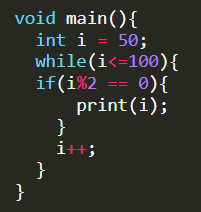 void main(){
  int i = 50;
  while(i<=100){
  if(i%2 == 0){
      print(i);
    }
    i++;
  }
}